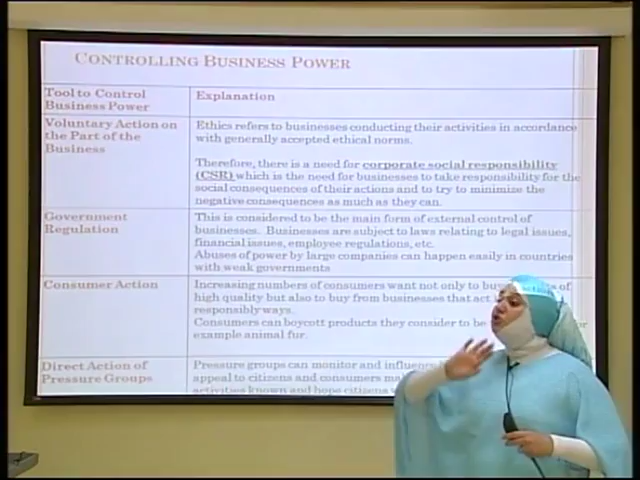 CONTROLLING BUSINESS POWER
Tool to Control
Business Power
Explanation
Voluntary Action on
the Part of the
Business
Ethics refers to businesses conducting their activities in accordance
with generally accepted ethical norms.
Therefore, there is a need for corporate social responsibility
(CSR) which is the need for businesses to take responsibility for the
social consequences of their actions and to try to minimize the
negative consequences as much as they can.
Government
Regulation
This is considered to be the main form of external control of
businesses. Businesses are subject to laws relating to legal issues,
financial issues, employee regulations, etc.
Abuses of power by large companies can happen easily in countries
with weak governments
Consumer Action
Increasing numbers of consumers want not only to buy of
high quality but also to buy from businesses that act
responsibly ways.
Consumers can boycott products they consider to be or
example animal fur.
Direct Action of
Pressure Groups
Pressure groups can monitor and influence
appeal to citizens and consumers
activities known and hope citizens